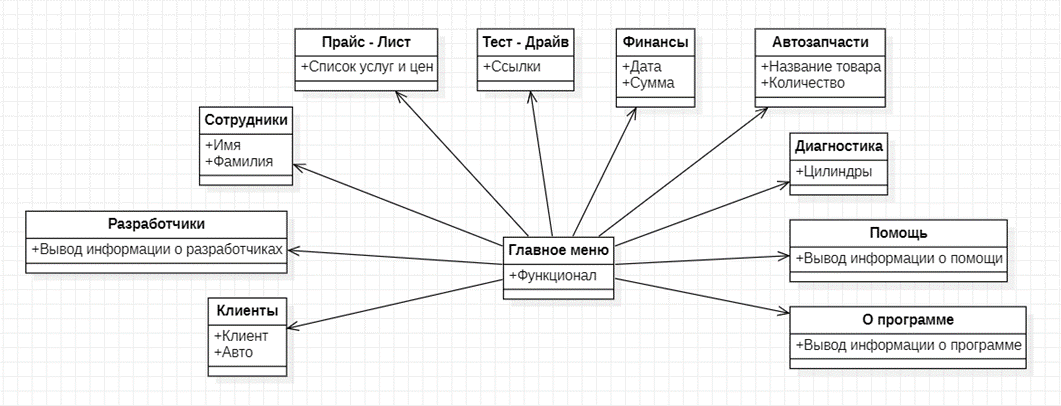 Прайс - Лист
+Список услуг и цен
Тест - Драйв
+Ссылки
Финансы
+Дата
+Сумма
Автозапчасти
+Название товара
+Количество
Сотрудники
+Имя
+Фамилия
Диагностика
+Цилиндры
Разработчики
+Вывод информации о разработчиках
Главное меню
+Функционал
Помощь
+Вывод информации о помощи
Клиенты
+Клиент
+Авто
О программе
+Вывод информации о программе